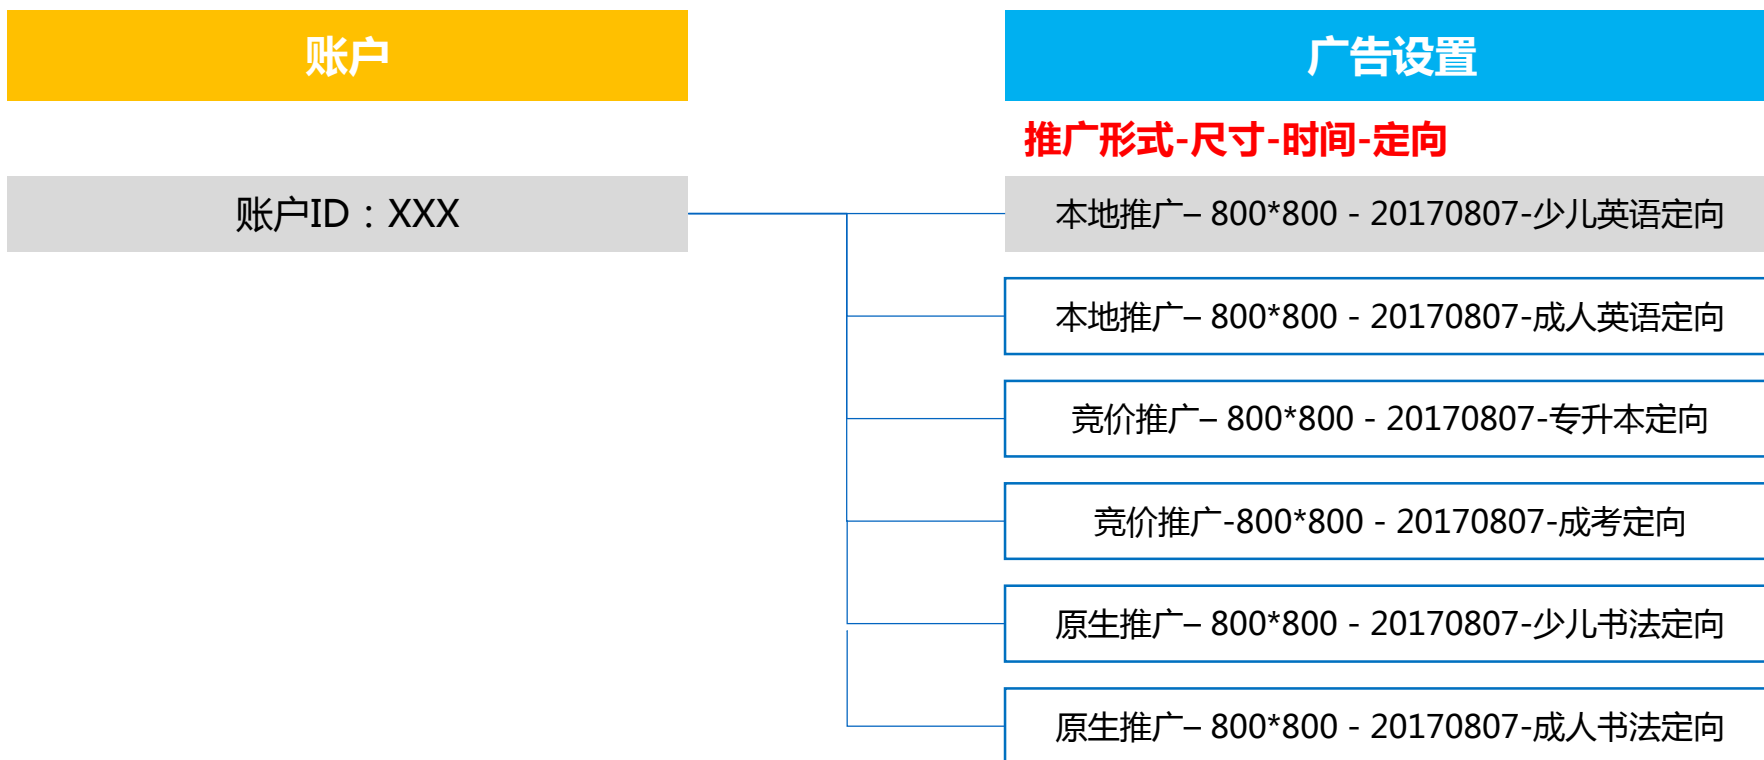 账户
广告设置
推广形式-尺寸-时间-定向
账户ID：XXX
本地推广– 800*800 - 20170807-少儿英语定向
本地推广– 800*800 - 20170807-成人英语定向
竞价推广– 800*800 - 20170807-专升本定向
竞价推广-800*800 - 20170807-成考定向
原生推广– 800*800 - 20170807-少儿书法定向
原生推广– 800*800 - 20170807-成人书法定向